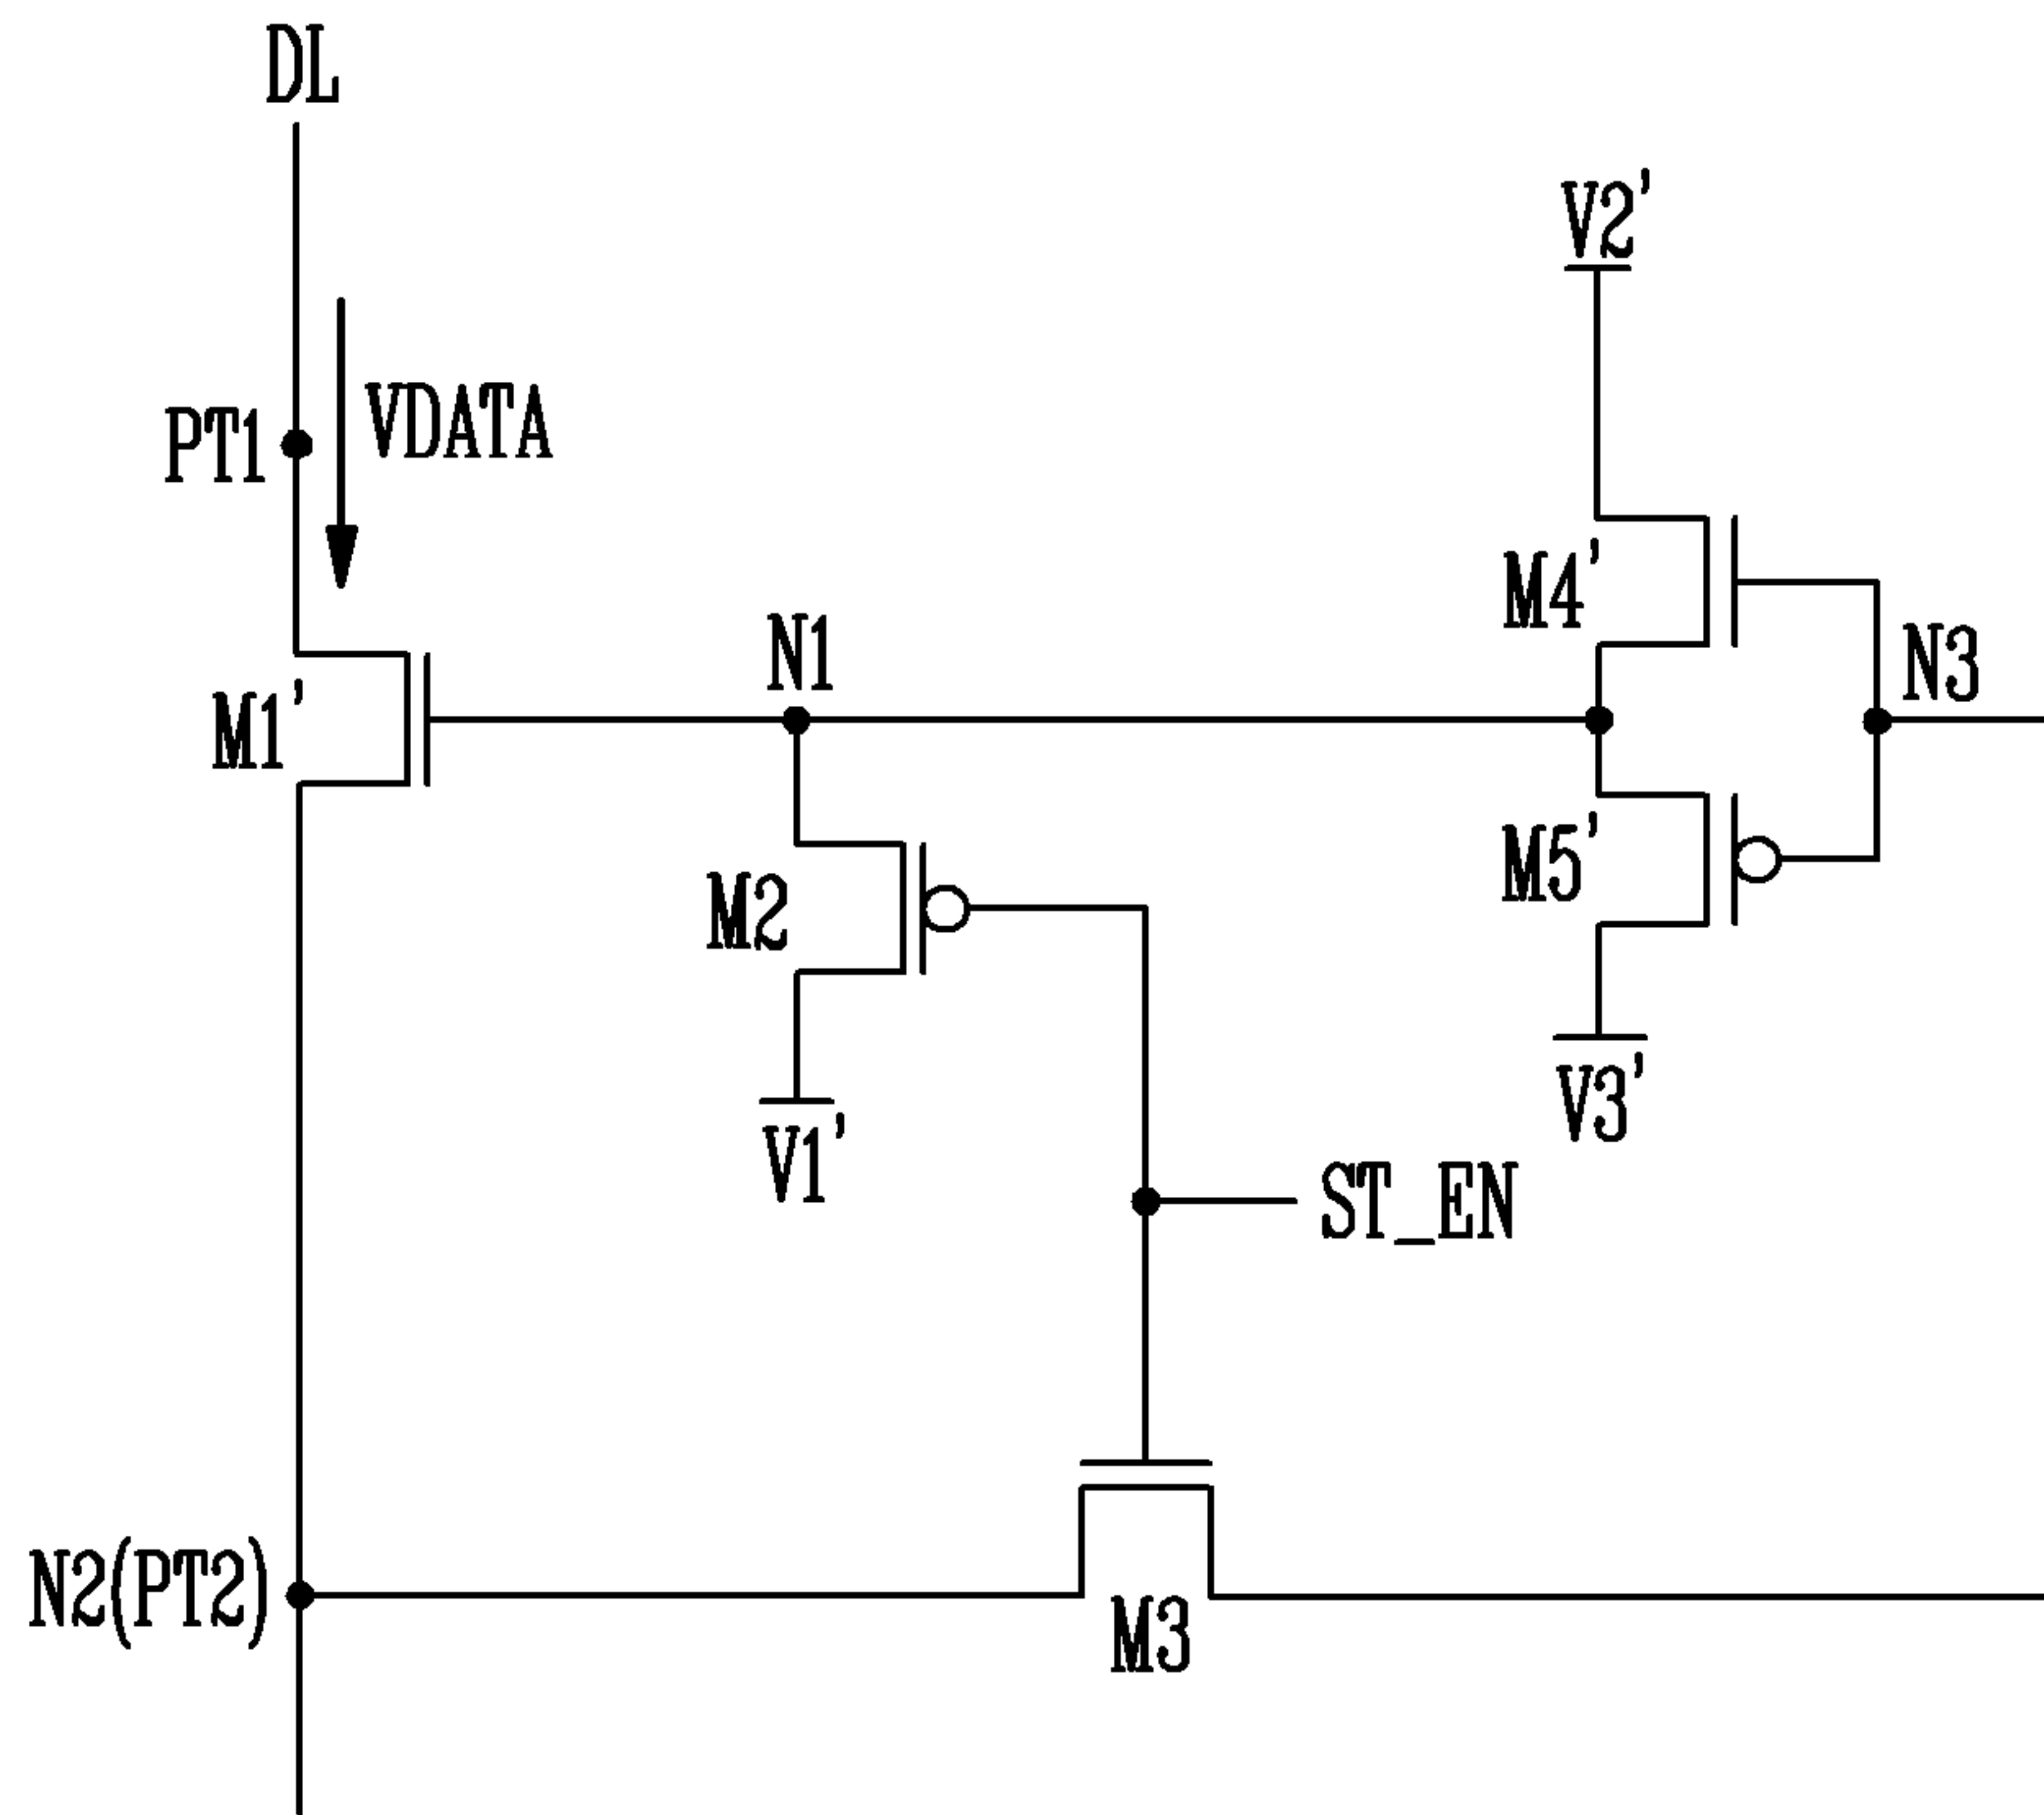 DL
V2'
PT1
VDATA
M4'
N1
N3
M1'
M5'
M2
V3'
V1'
ST_EN
N2(PT2)
M3